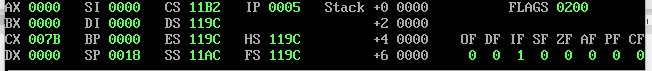 AX 0000 SI 0000 CS 11B2 IP 0005 Stack +0 0000 FLAGS 0200
BX 0000 DI 0000 DS 119C +2 0000
CX 007B BP 0000 ES 119C HS 119C +4 0000 OF DF IF SF ZF AF PF CF
DX 0000 SP 0018 SS 11AC FS 119C +6 0000 0 0 1 0 0 0 0 0